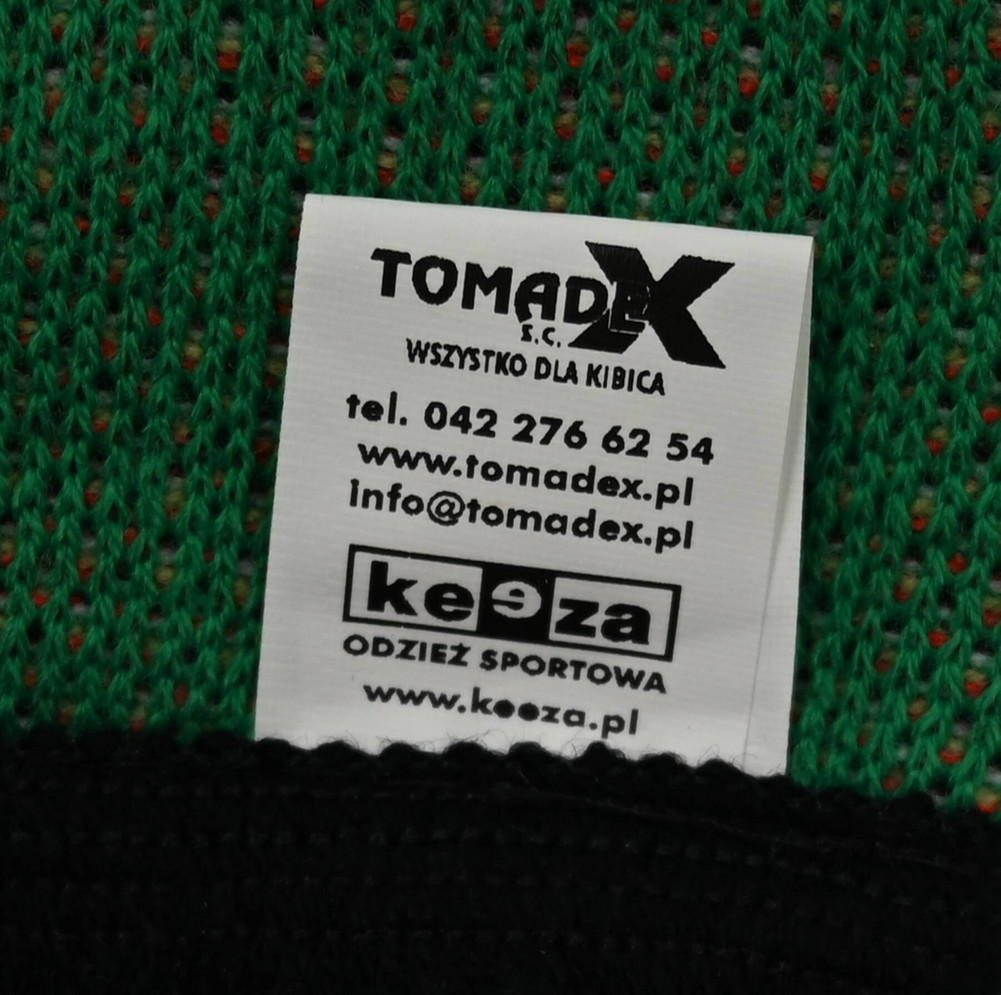 TOMADEX
S.C.
WSZYSTKO DLA KIBICA
tel. 042 276 62 54
www.tomadex.pl
info@tomadex.pl
keeza
ODZIEŻ SPORTOWA
www.keeza.pl